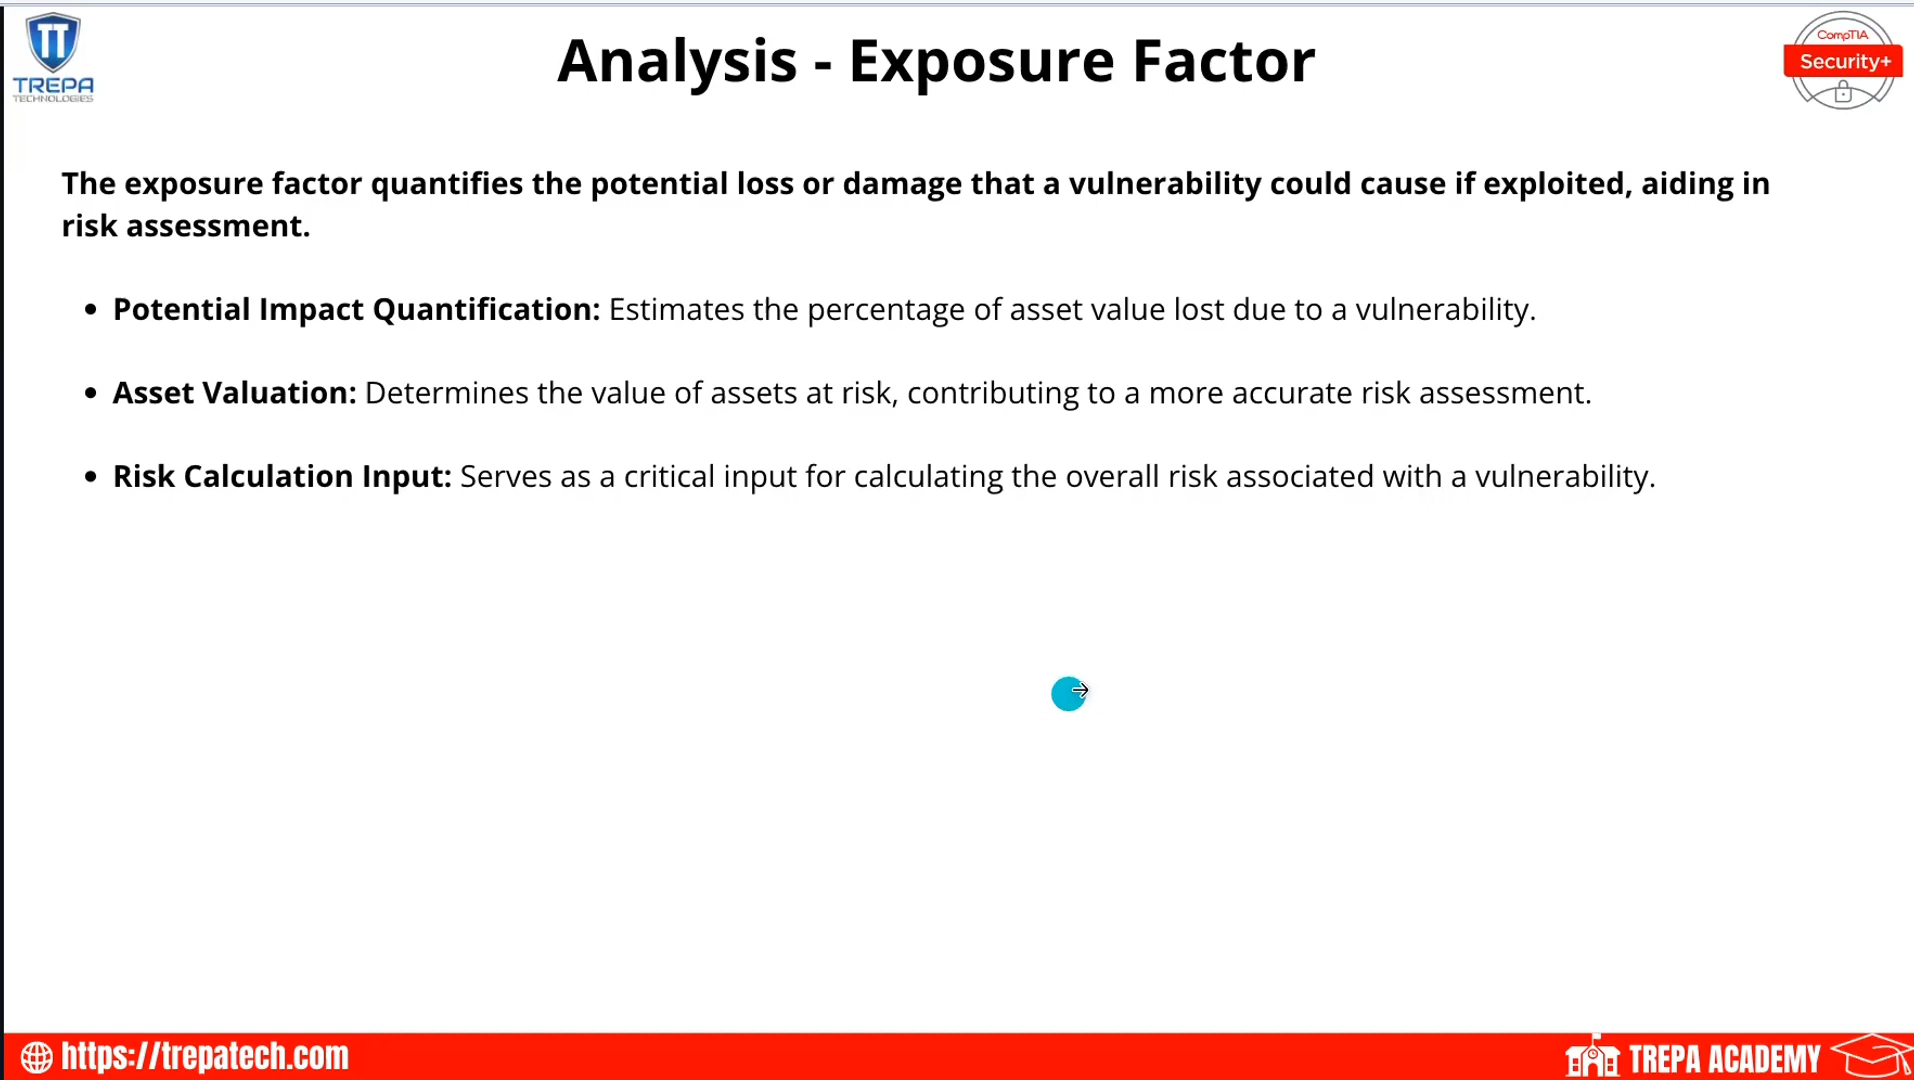 TREPA
TECHNOLOGIES
Analysis - Exposure Factor
CompTIA
Security+
The exposure factor quantifies the potential loss or damage that a vulnerability could cause if exploited, aiding in
risk assessment.
• Potential Impact Quantification: Estimates the percentage of asset value lost due to a vulnerability.
• Asset Valuation: Determines the value of assets at risk, contributing to a more accurate risk assessment.
• Risk Calculation Input: Serves as a critical input for calculating the overall risk associated with a vulnerability.
https://trepatech.com
TREPA ACADEMY